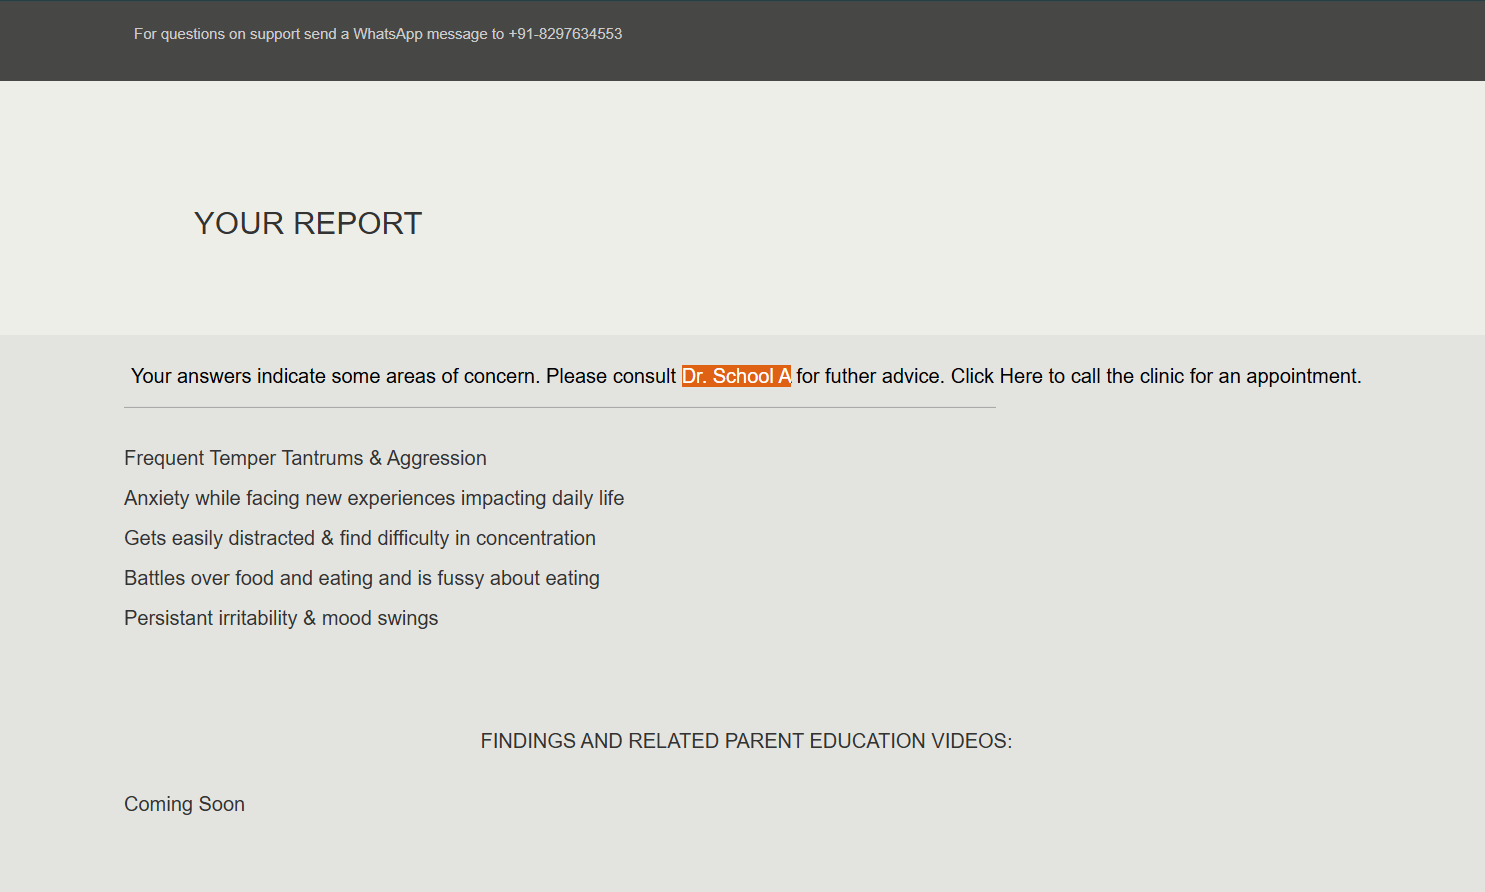 For questions on support send a WhatsApp message to +91-8297634553
YOUR REPORT
Your answers indicate some areas of concern. Please consult Dr. School A for futher advice. Click Here to call the clinic for an appointment.
Frequent Temper Tantrums & Aggression
Anxiety while facing new experiences impacting daily life
Gets easily distracted & find difficulty in concentration
Battles over food and eating and is fussy about eating
Persistant irritability & mood swings
FINDINGS AND RELATED PARENT EDUCATION VIDEOS:
Coming Soon